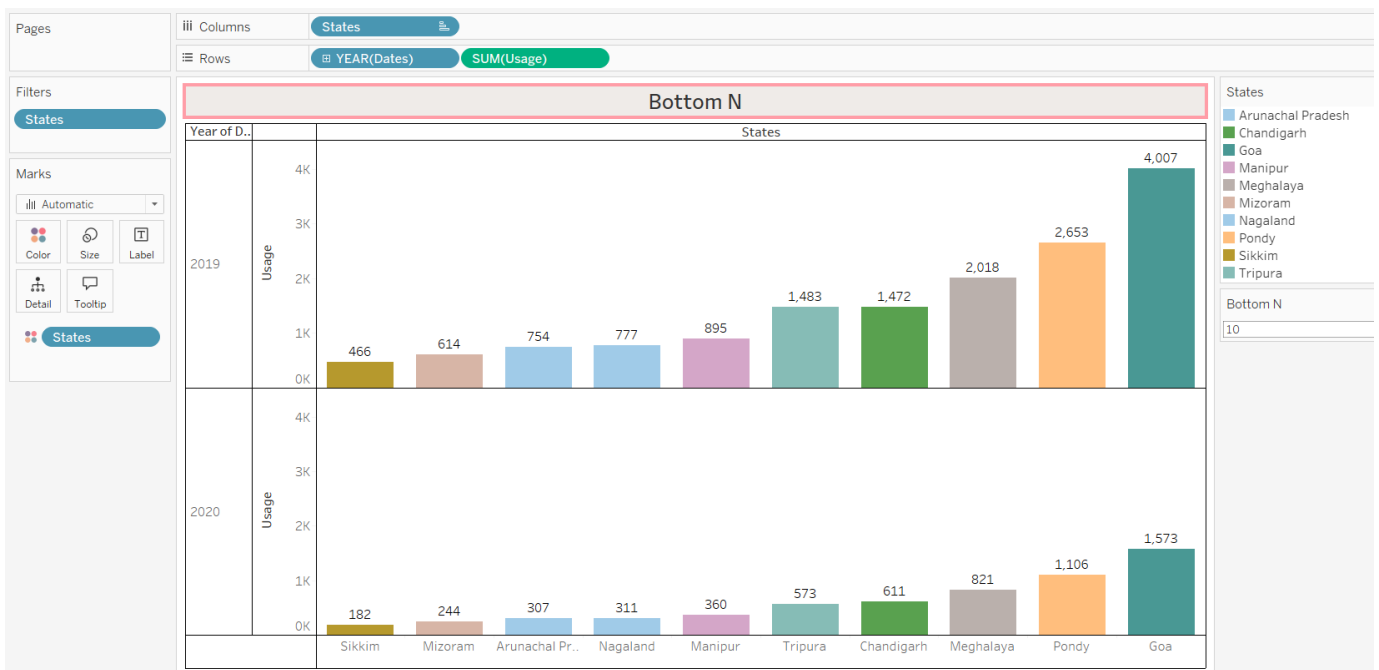 Pages
Columns
States
Rows
YEAR(Dates)
SUM(Usage)
Filters
States
Marks
Automatic
Color
Size
Label
Detail
Tooltip
States
Bottom N
Year of D..
States
2019
Usage
4K
3K
2K
1K
0K
466
614
754
777
895
1,483
1,472
2,018
2,653
4,007
2020
Usage
4K
3K
2K
1K
0K
182
244
307
311
360
573
611
821
1,106
1,573
Sikkim
Mizoram
Arunachal Pr..
Nagaland
Manipur
Tripura
Chandigarh
Meghalaya
Pondy
Goa
States
Arunachal Pradesh
Chandigarh
Goa
Manipur
Meghalaya
Mizoram
Nagaland
Pondy
Sikkim
Tripura
Bottom N
10